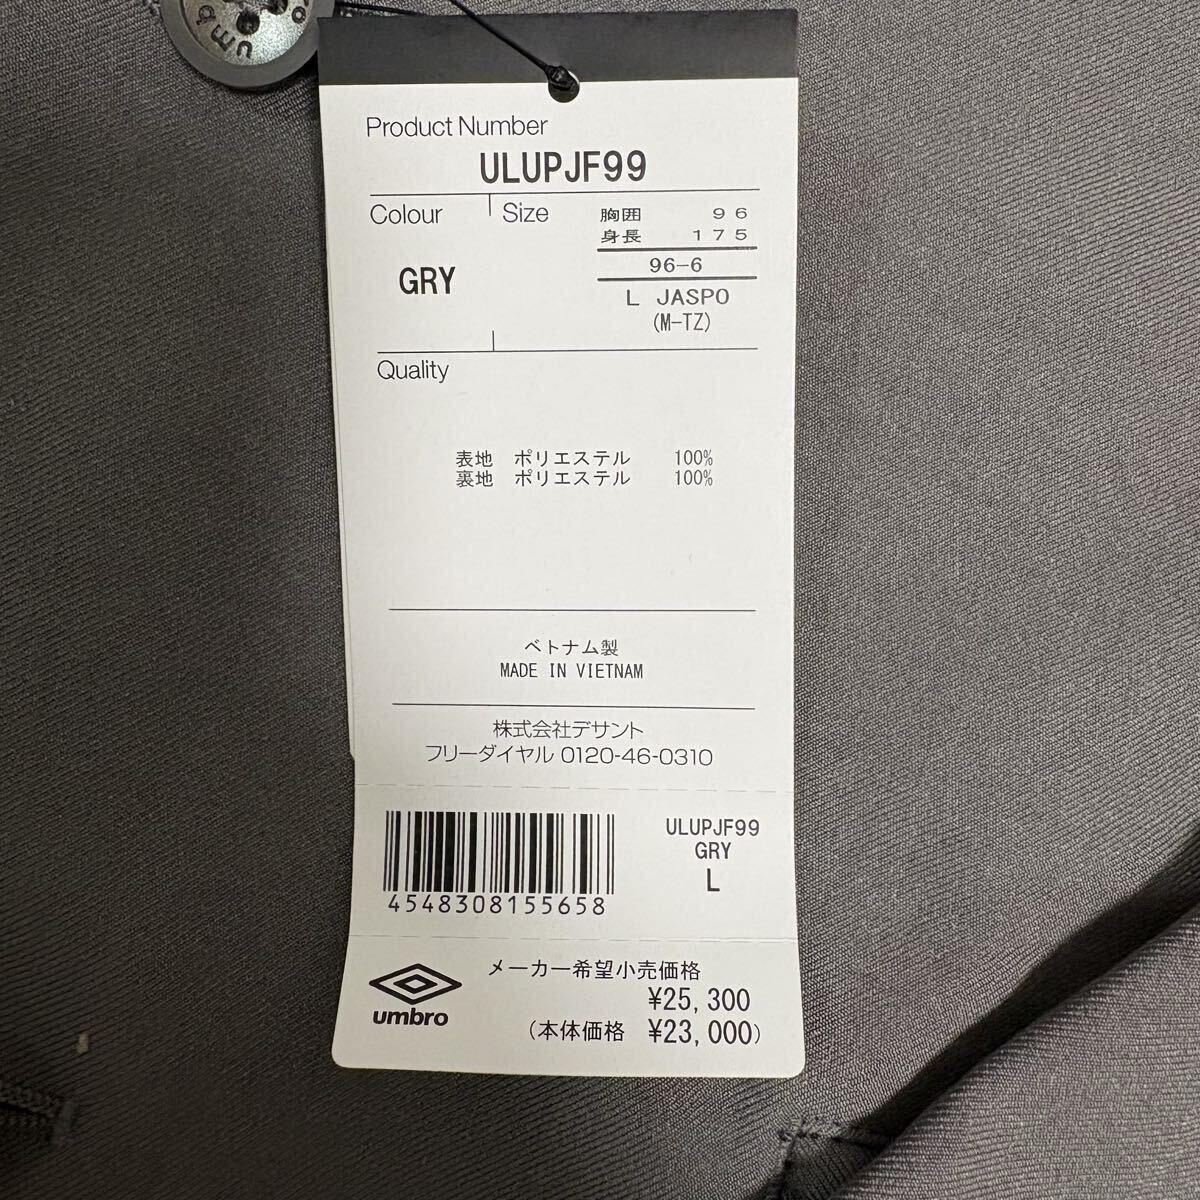 umbro
Product Number
ULUPJF99
Colour
Size
胸囲 96
身長 175
GRY
96-6
L JASPO
(M-TZ)
Quality
表地 ポリエステル 100%
裏地 ポリエステル 100%
ベトナム製
MADE IN VIETNAM
株式会社デサント
フリーダイヤル 0120-46-0310
ULUPJF99
GRY
L
4548308155658
メーカー希望小売価格
¥25,300
(本体価格 ¥23,000)
umbro